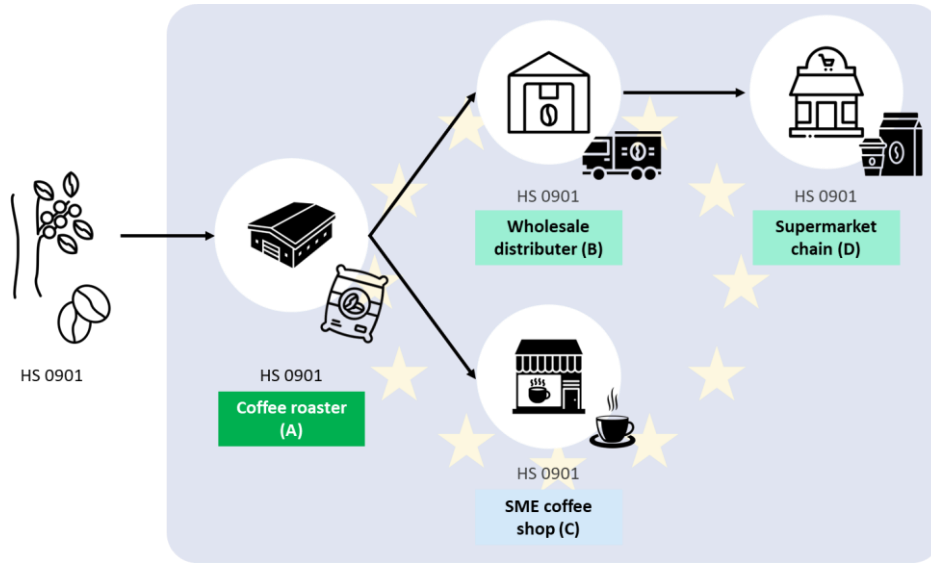 HS 0901
HS 0901
Coffee roaster
(A)
HS 0901
Wholesale
distributer (B)
HS 0901
Supermarket
chain (D)
HS 0901
SME coffee
shop (C)